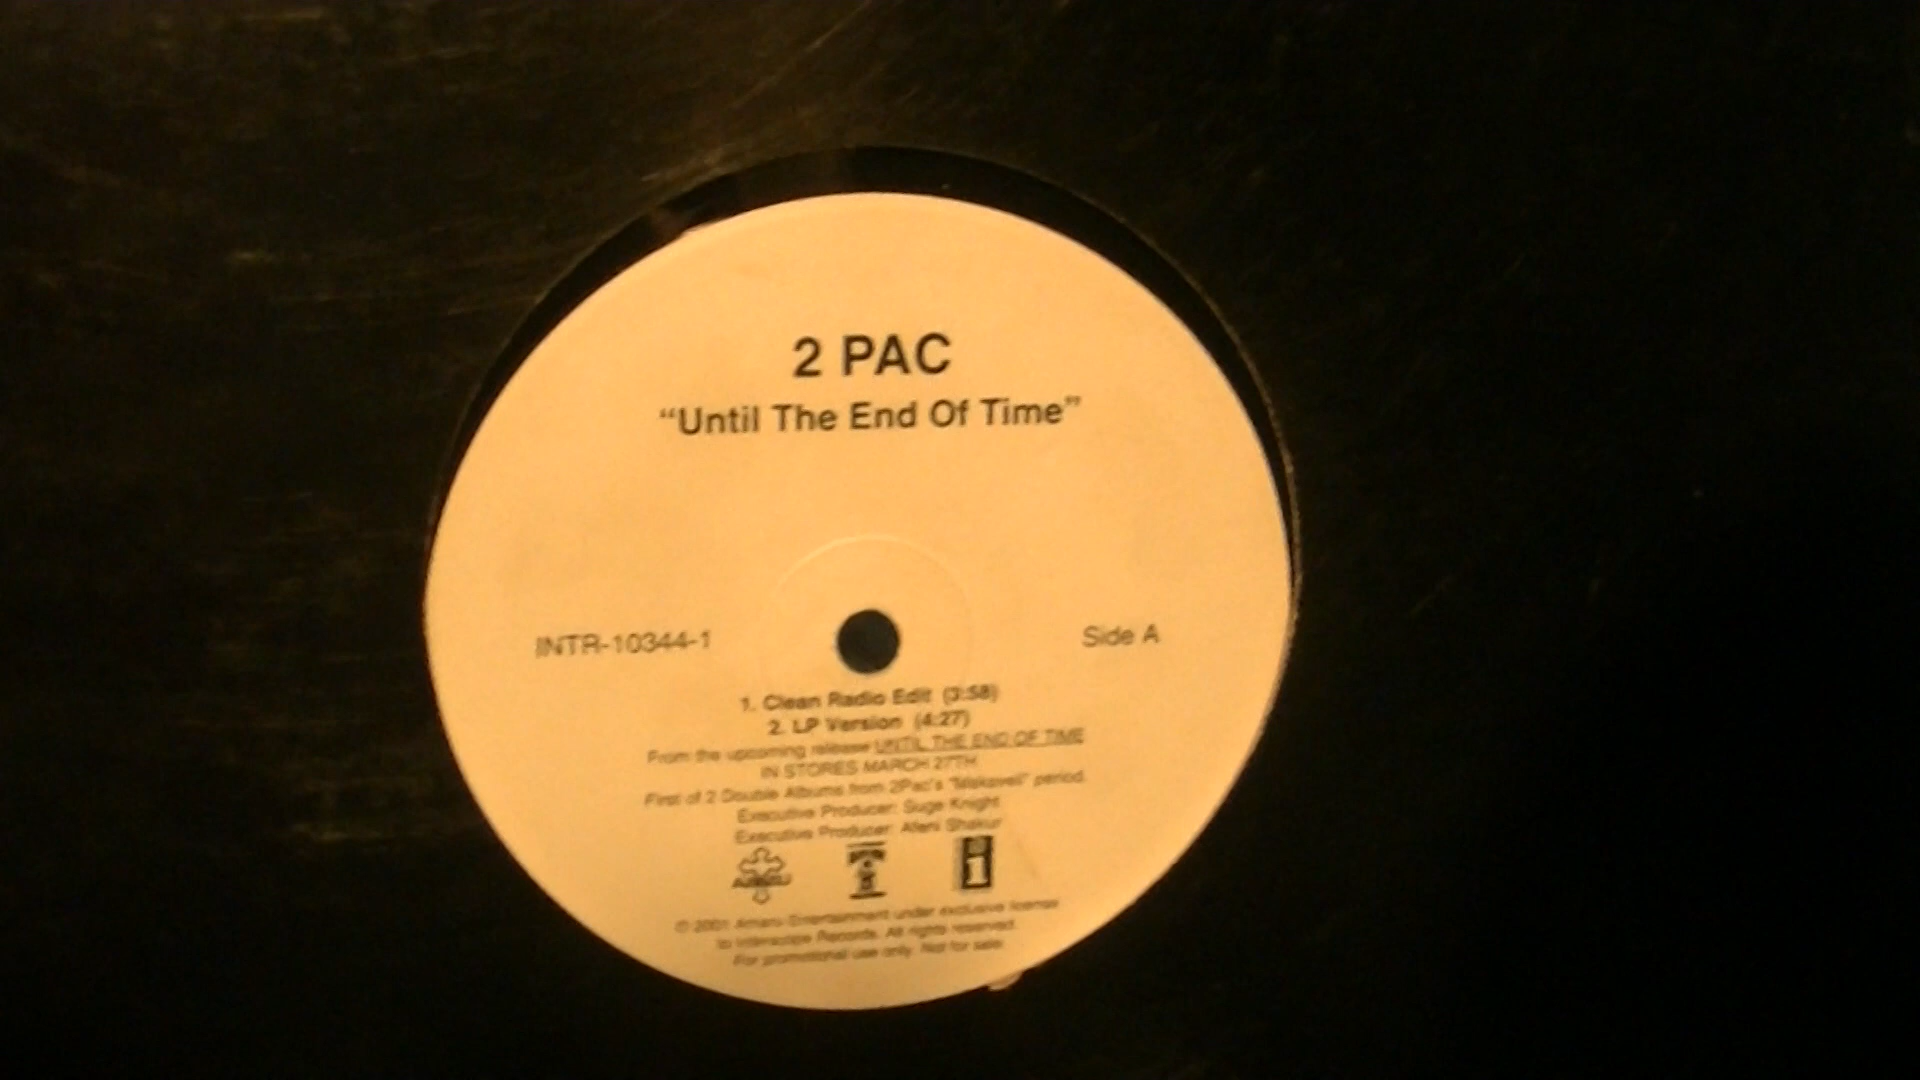 2 PAC
“Until The End Of Time”
INTR-10344-1
Side A
1. Clean Radio Edit (3:58)
2. LP Version (4:27)
From the upcoming release UNTIL THE END OF TIME
IN STORES MARCH 27TH
First of 2 Double Albums from 2Pac's "Makaveli" period.
Executive Producer: Suge Knight
Executive Producer: Afeni Shakur
AMARU
© 2001 Amaru Entertainment under exclusive license
to Interscope Records. All rights reserved.
For promotional use only. Not for sale.